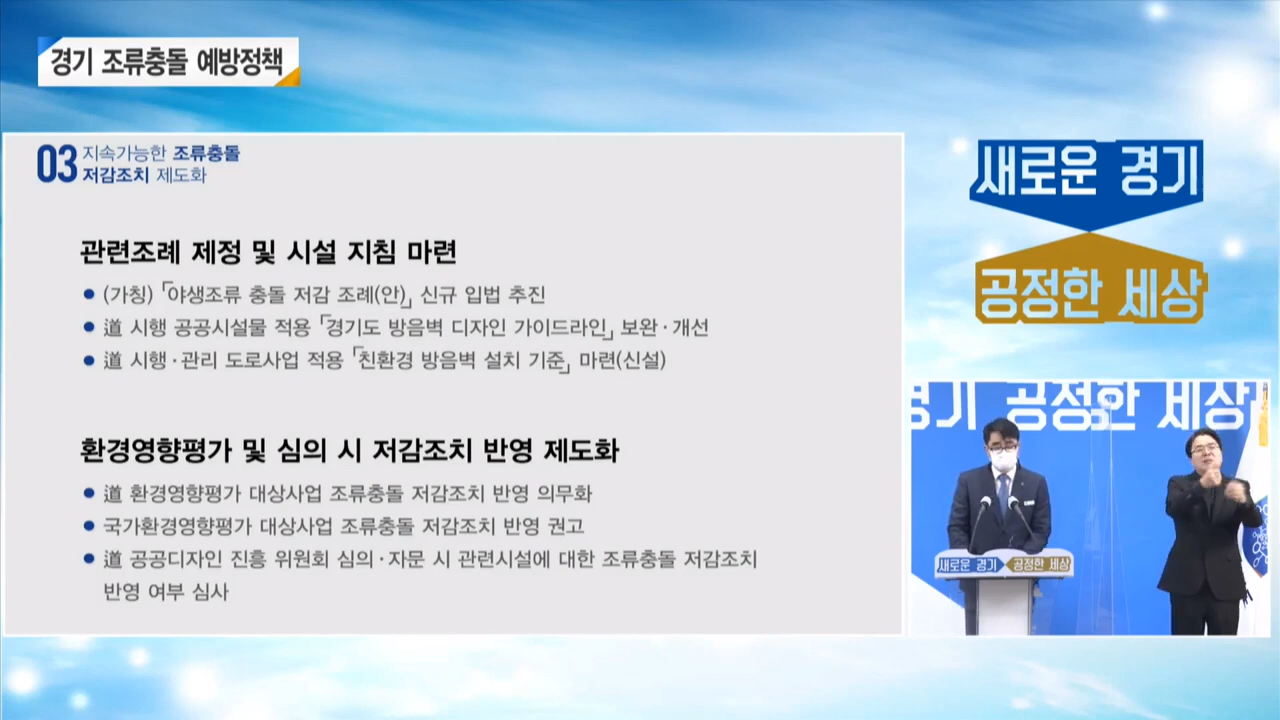 경기 조류충돌 예방정책
03 지속가능한 조류충돌
저감조치 제도화
관련조례 제정 및 시설 지침 마련
● (가칭) 「야생조류 충돌 저감 조례(안)」 신규 입법 추진
● 道 시행 공공시설물 적용 「경기도 방음벽 디자인 가이드라인」 보완·개선
● 道 시행·관리 도로사업 적용 「친환경 방음벽 설치 기준」 마련(신설)
환경영향평가 및 심의 시 저감조치 반영 제도화
● 道 환경영향평가 대상사업 조류충돌 저감조치 반영 의무화
● 국가환경영향평가 대상사업 조류충돌 저감조치 반영 권고
● 道 공공디자인 진흥 위원회 심의·자문 시 관련시설에 대한 조류충돌 저감조치
반영 여부 심사
새로운 경기
공정한 세상
경기 공정한 세상
새로운 경기 공정한 세상